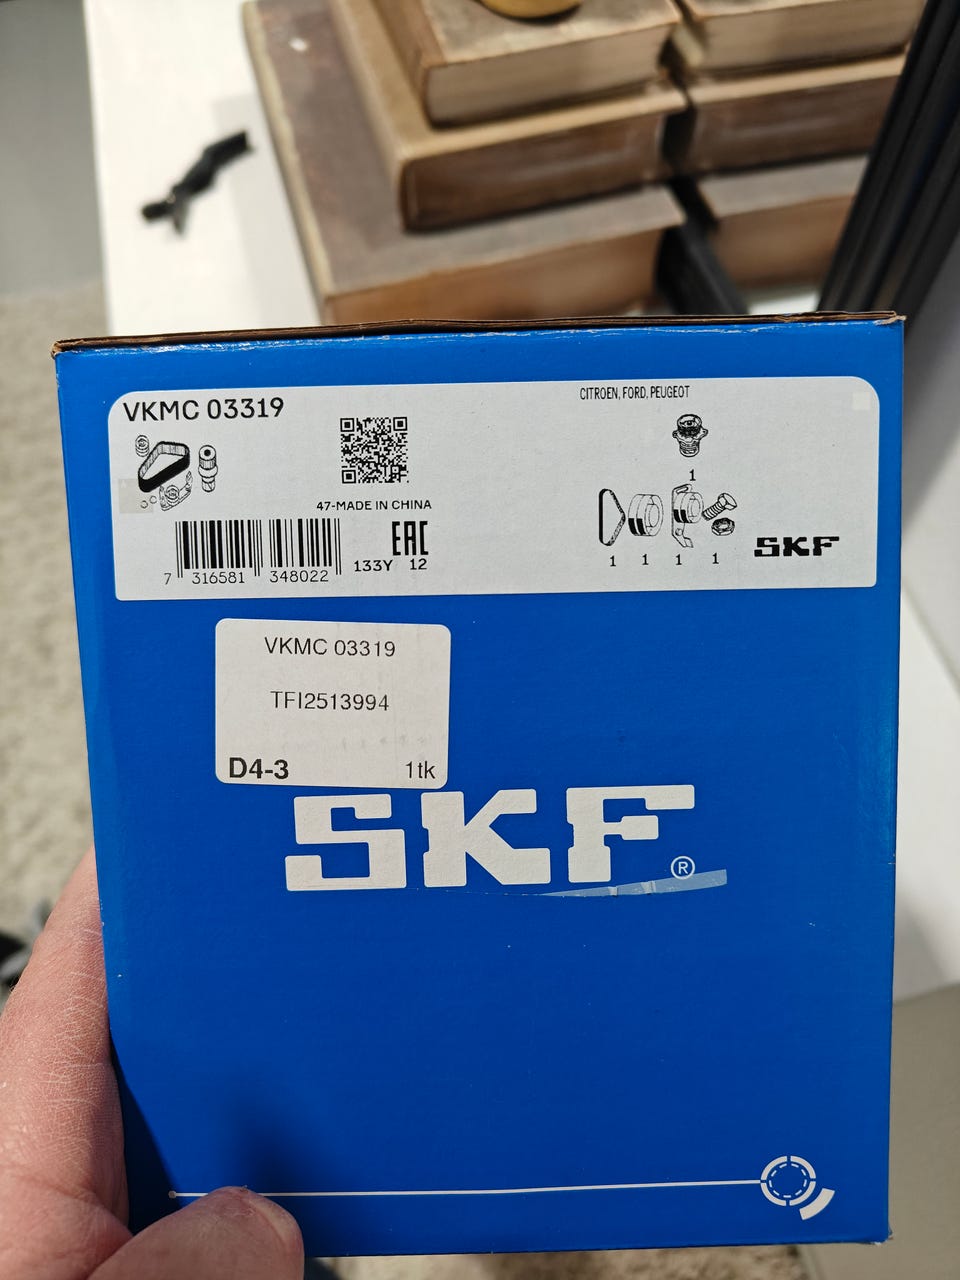 VKMC 03319
CITROEN, FORD, PEUGEOT
47-MADE IN CHINA
EAC
133Y 12
7 316581 348022
1
1 1 1 1
SKF
VKMC 03319
TFI2513994
D4-3 1tk
SKF®